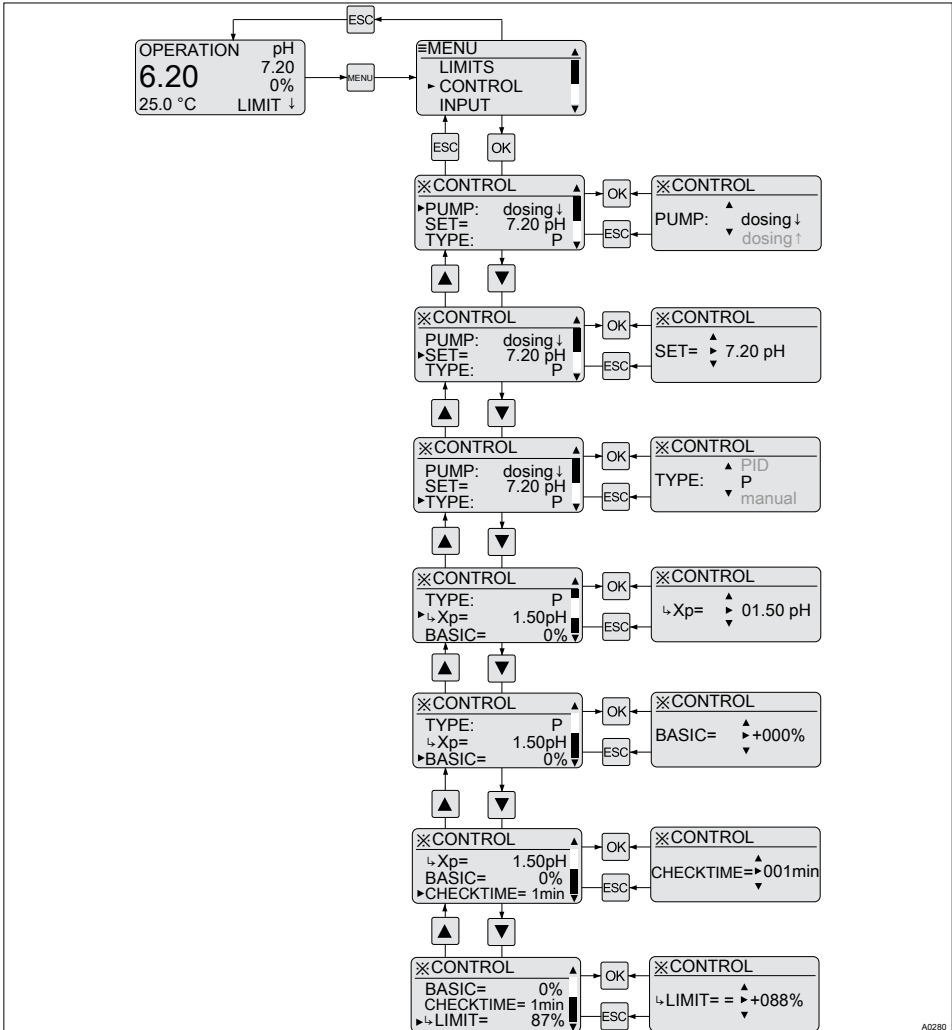 ESC
OPERATION pH
6.20 7.20
0%
25.0 °C LIMIT ↓
MENU
≡MENU
LIMITS
► CONTROL
INPUT
ESC OK
※CONTROL
►PUMP: dosing↓
SET= 7.20 pH
TYPE: P
OK
ESC
※CONTROL
PUMP: dosing↓
dosing↑
▲ ▼
※CONTROL
PUMP: dosing↓
►SET= 7.20 pH
TYPE: P
OK
ESC
※CONTROL
SET= ► 7.20 pH
▲ ▼
※CONTROL
PUMP: dosing↓
SET= 7.20 pH
►TYPE: P
OK
ESC
※CONTROL
PID
TYPE: P
manual
▲ ▼
※CONTROL
TYPE: P
►↳Xp= 1.50pH
BASIC= 0%
OK
ESC
※CONTROL
↳Xp= ► 01.50 pH
▲ ▼
※CONTROL
TYPE: P
↳Xp= 1.50pH
►BASIC= 0%
OK
ESC
※CONTROL
BASIC= ►+000%
▲ ▼
※CONTROL
↳Xp= 1.50pH
BASIC= 0%
►CHECKTIME= 1min
OK
ESC
※CONTROL
CHECKTIME=►001min
▲ ▼
※CONTROL
BASIC= 0%
CHECKTIME= 1min
►↳LIMIT= 87%
OK
ESC
※CONTROL
↳LIMIT= = ►+088%
A0280